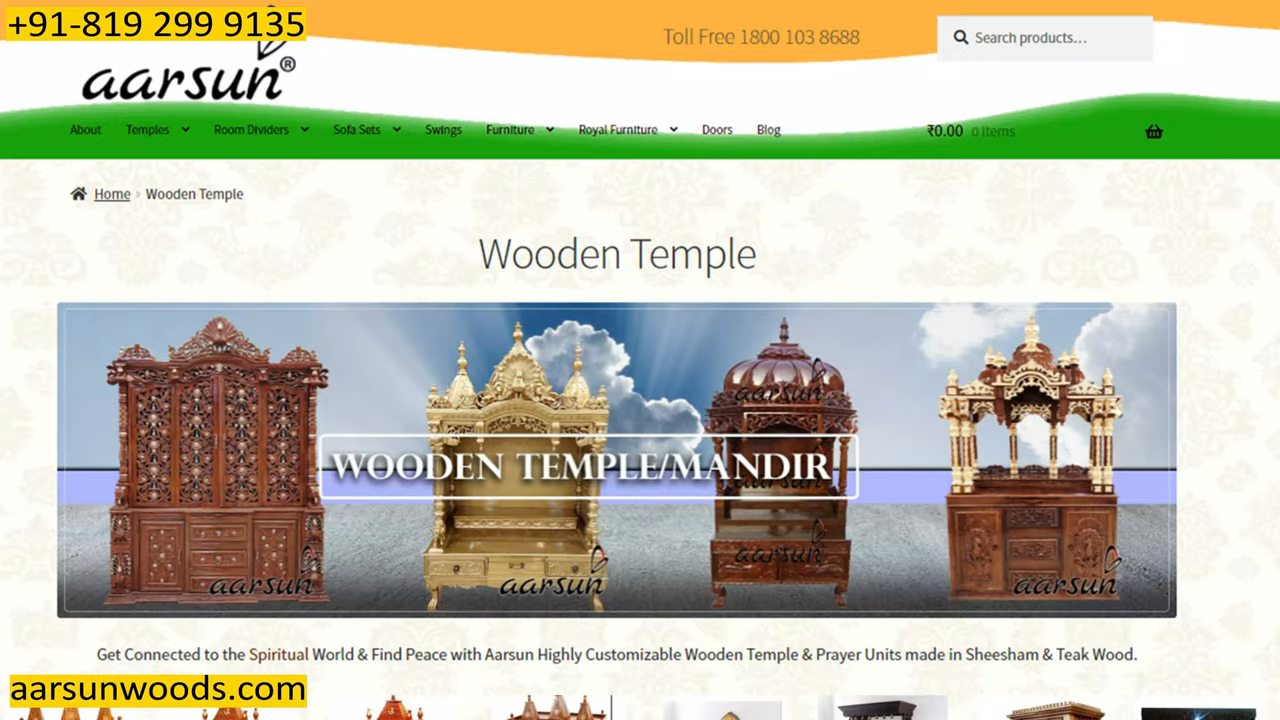 +91-819 299 9135
Toll Free 1800 103 8688
Search products...
aarsun®
About Temples Room Dividers Sofa Sets Swings Furniture Royal Furniture Doors Blog ₹0.00 0 items
Home › Wooden Temple
Wooden Temple
aarsun
WOODEN TEMPLE/MANDIR
aarsun
aarsun aarsun aarsun
Get Connected to the Spiritual World & Find Peace with Aarsun Highly Customizable Wooden Temple & Prayer Units made in Sheesham & Teak Wood.
aarsunwoods.com